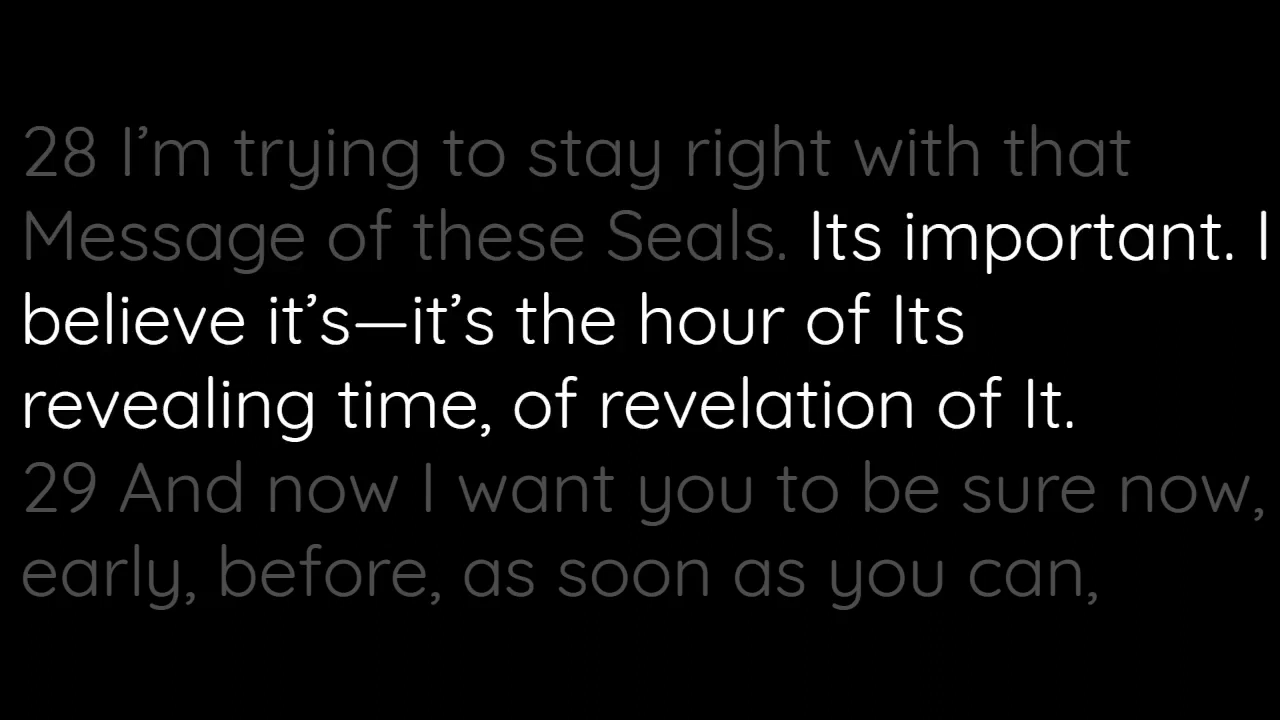 28 I’m trying to stay right with that
Message of these Seals. Its important. I
believe it’s—it’s the hour of Its
revealing time, of revelation of It.
29 And now I want you to be sure now,
early, before, as soon as you can,